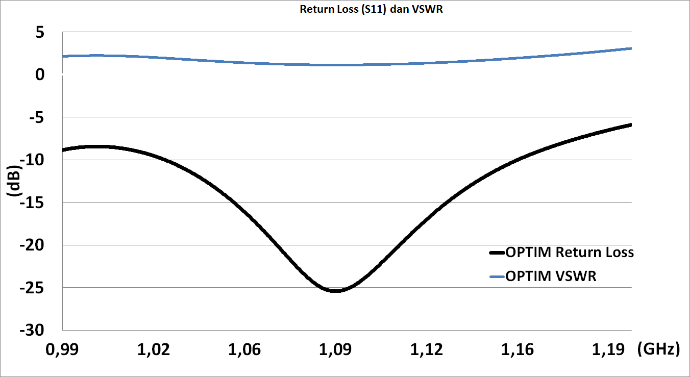 Return Loss (S11) dan VSWR
5
0
-5
-10
-15
-20
-25
-30
(dB)
OPTIM Return Loss
OPTIM VSWR
0,99 1,02 1,06 1,09 1,12 1,16 1,19 (GHz)